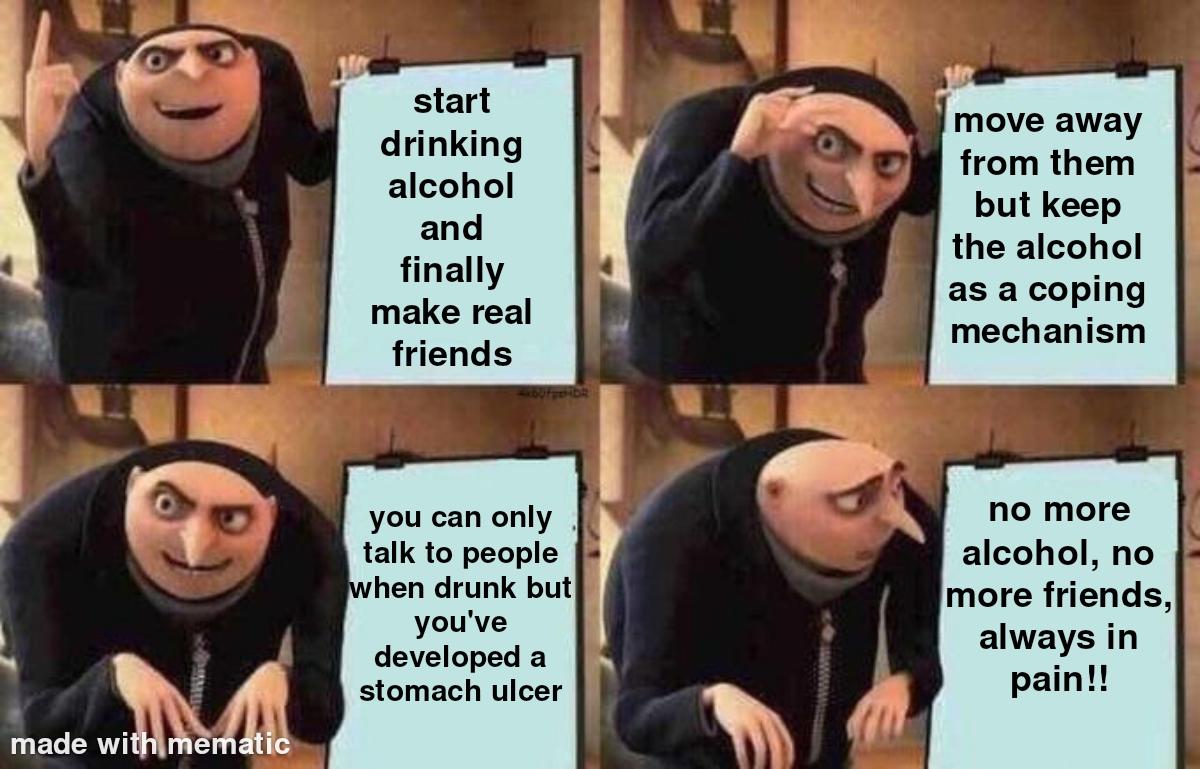 start
drinking
alcohol
and
finally
make real
friends
move away
from them
but keep
the alcohol
as a coping
mechanism
you can only
talk to people
when drunk but
you've
developed a
stomach ulcer
no more
alcohol, no
more friends,
always in
pain!!
made with mematic